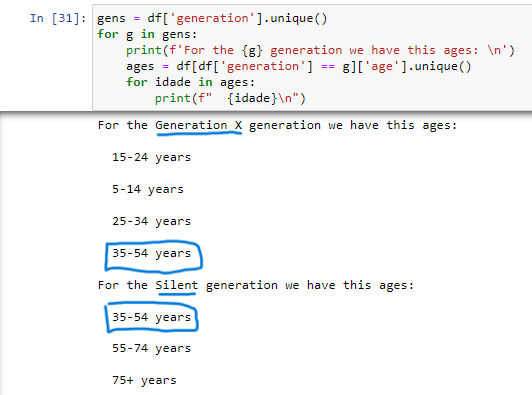 In [31]: gens = df['generation'].unique()
for g in gens:
    print(f'For the {g} generation we have this ages: \n')
    ages = df[df['generation'] == g]['age'].unique()
    for idade in ages:
        print(f"  {idade}\n")
For the Generation X generation we have this ages:
  15-24 years
  5-14 years
  25-34 years
  35-54 years
For the Silent generation we have this ages:
  35-54 years
  55-74 years
  75+ years